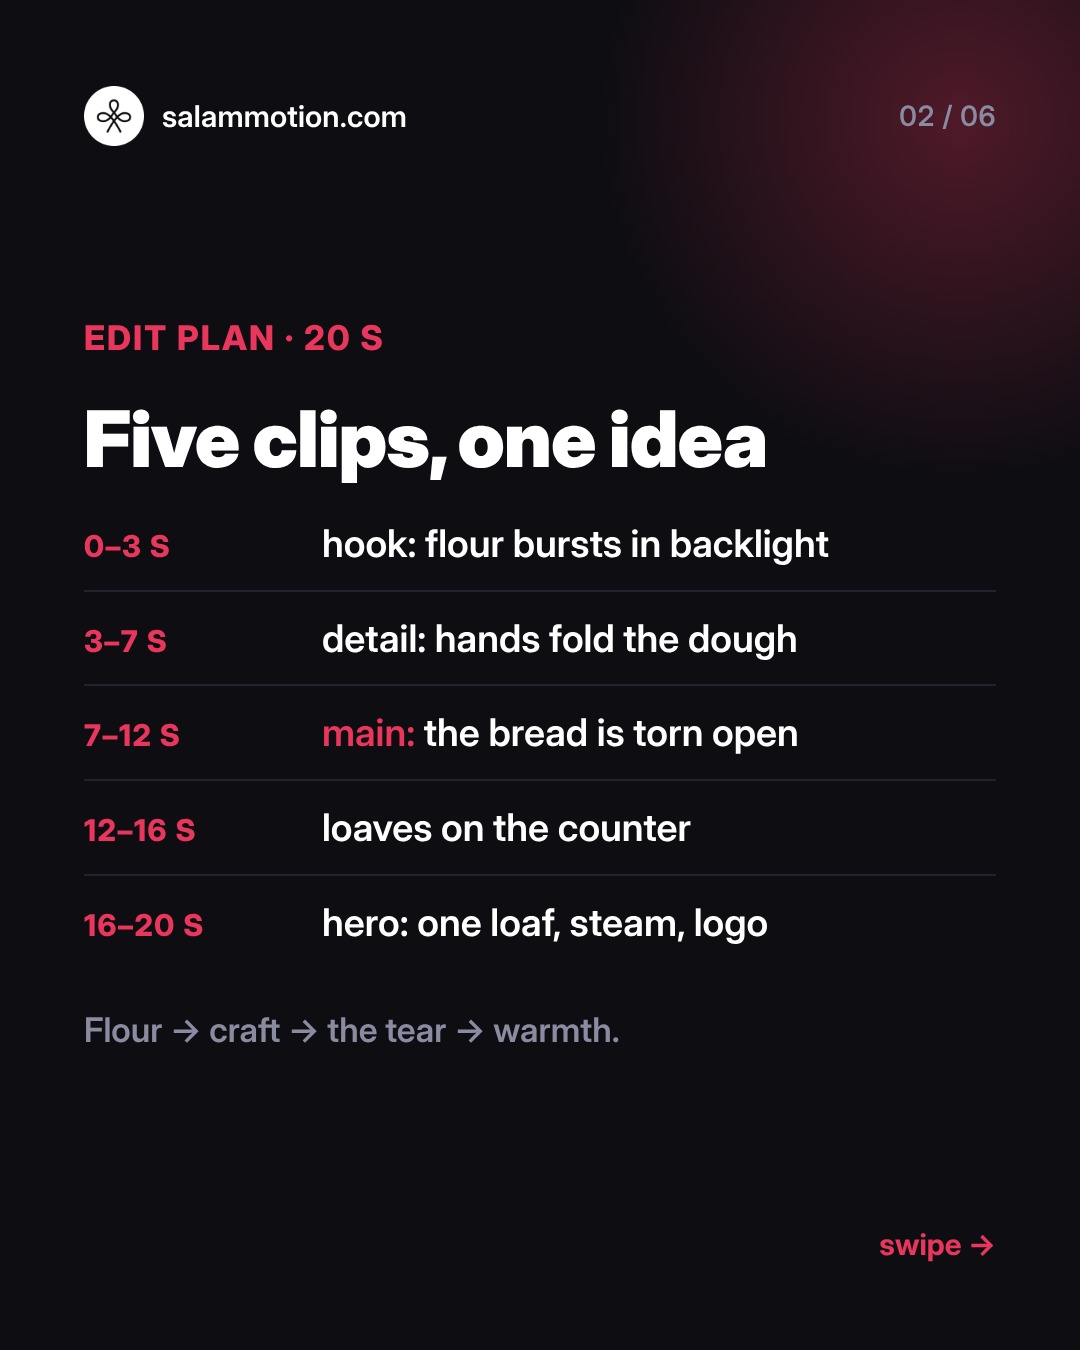 salammotion.com
02 / 06
EDIT PLAN · 20 S
Five clips, one idea
0–3 S hook: flour bursts in backlight
3–7 S detail: hands fold the dough
7–12 S main: the bread is torn open
12–16 S loaves on the counter
16–20 S hero: one loaf, steam, logo
Flour → craft → the tear → warmth.
swipe →